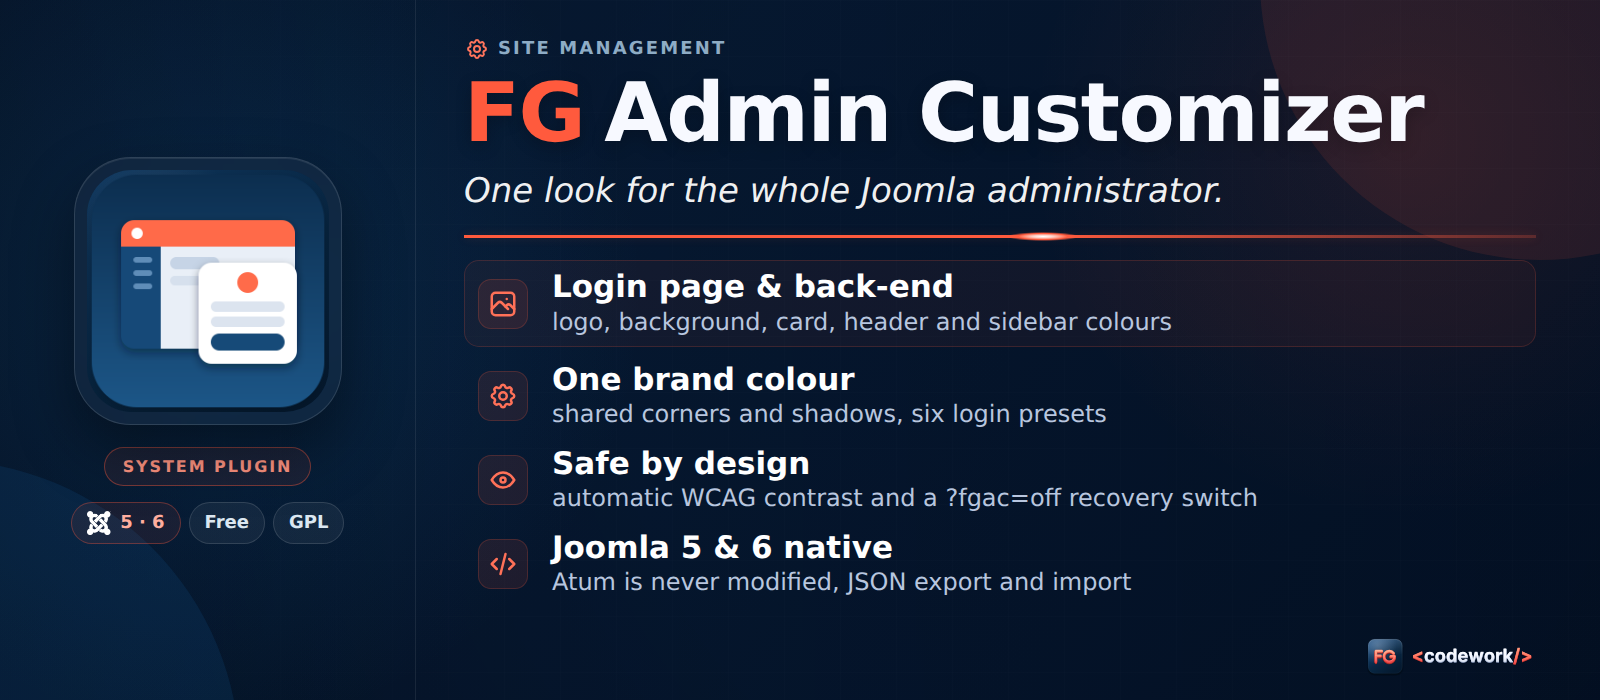 SITE MANAGEMENT
FG Admin Customizer
One look for the whole Joomla administrator.
Login page & back-end
logo, background, card, header and sidebar colours
One brand colour
shared corners and shadows, six login presets
Safe by design
automatic WCAG contrast and a ?fgac=off recovery switch
Joomla 5 & 6 native
Atum is never modified, JSON export and import
SYSTEM PLUGIN
5 · 6
Free
GPL
FG <codework/>